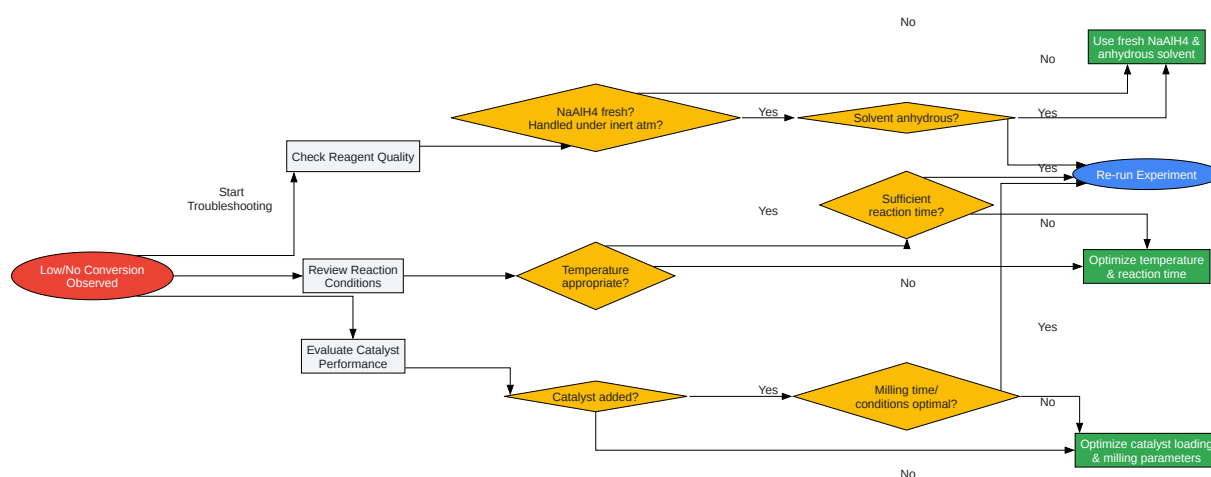 No
Use fresh NaAlH4 &
anhydrous solvent
No
NaAlH4 fresh?
Handled under inert atm?
Yes
Solvent anhydrous?
Yes
Check Reagent Quality
Start
Troubleshooting
Yes
Re-run Experiment
Sufficient
reaction time?
Yes
No
Low/No Conversion
Observed
Review Reaction
Conditions
Temperature
appropriate?
No
Optimize temperature
& reaction time
Yes
Evaluate Catalyst
Performance
Catalyst added?
Yes
Milling time/
conditions optimal?
No
Optimize catalyst loading
& milling parameters
No